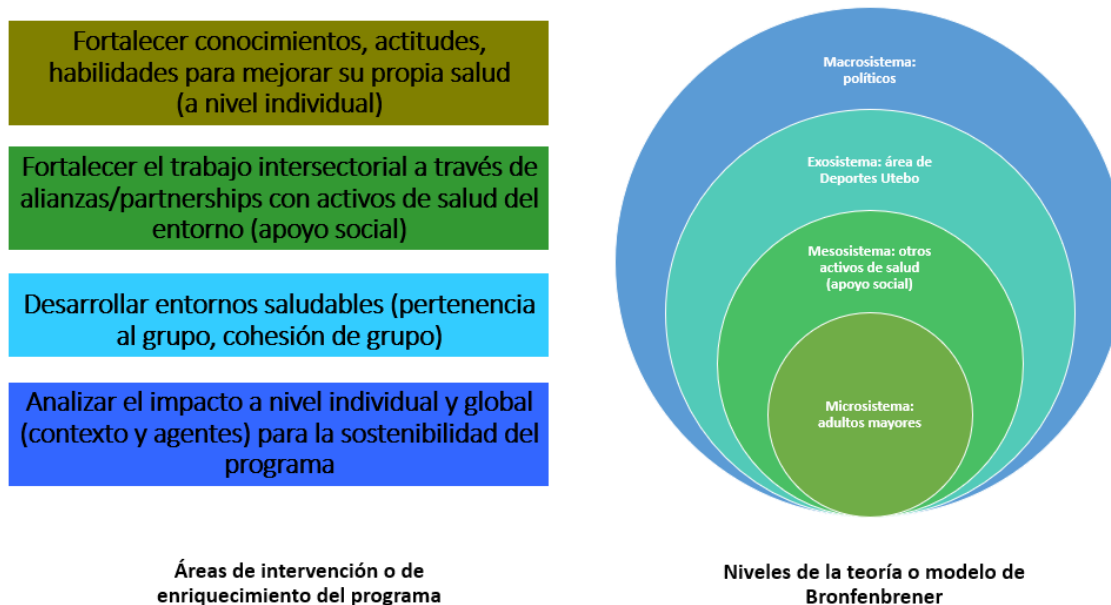 Fortalecer conocimientos, actitudes,
habilidades para mejorar su propia salud
(a nivel individual)
Fortalecer el trabajo intersectorial a través de
alianzas/partnerships con activos de salud del
entorno (apoyo social)
Desarrollar entornos saludables (pertenencia
al grupo, cohesión de grupo)
Analizar el impacto a nivel individual y global
(contexto y agentes) para la sostenibilidad del
programa
Áreas de intervención o de
enriquecimiento del programa
Macrosistema:
políticos
Exosistema: área de
Deportes Utebo
Mesosistema: otros
activos de salud
(apoyo social)
Microsistema:
adultos mayores
Niveles de la teoría o modelo de
Bronfenbrener